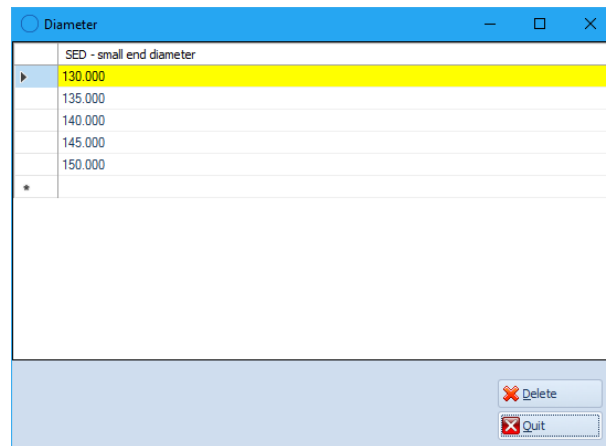 Diameter
SED - small end diameter
130.000
135.000
140.000
145.000
150.000
*
Delete
Quit